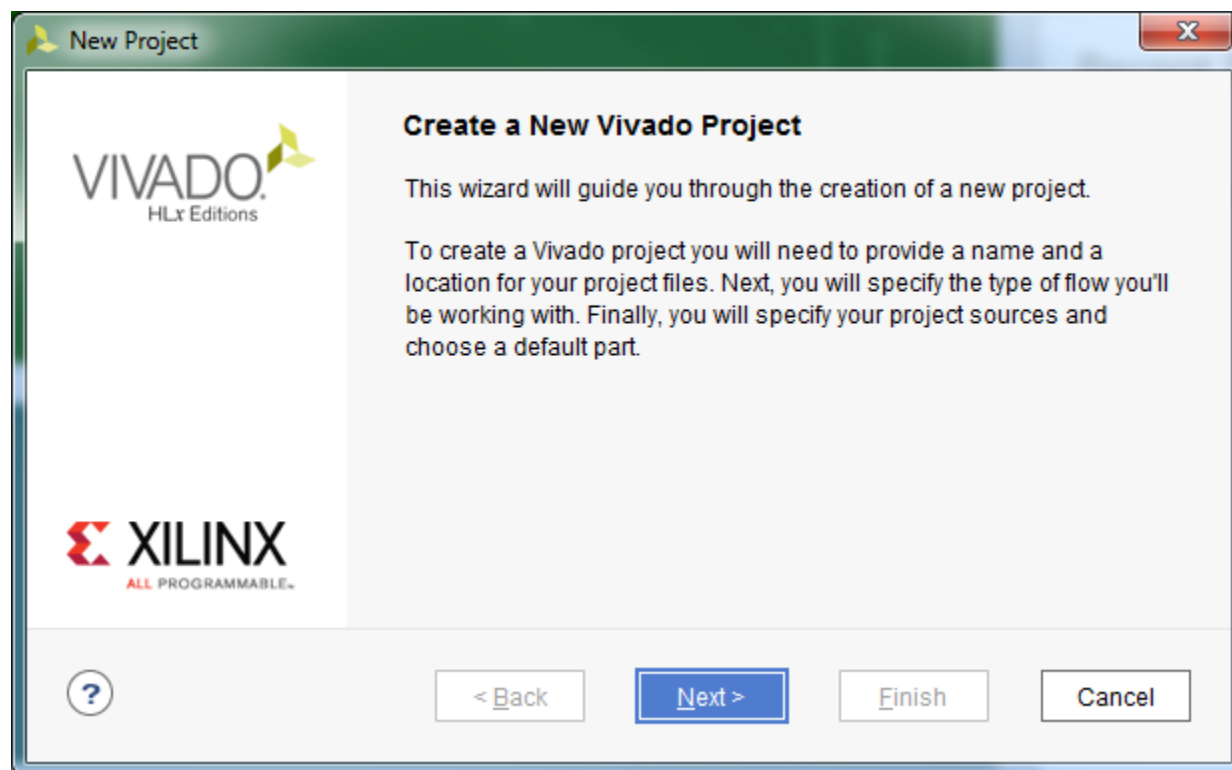 New Project
VIVADO.
HLx Editions
Create a New Vivado Project
This wizard will guide you through the creation of a new project.
To create a Vivado project you will need to provide a name and a
location for your project files. Next, you will specify the type of flow you'll
be working with. Finally, you will specify your project sources and
choose a default part.
XILINX
ALL PROGRAMMABLE™
?
< Back
Next >
Finish
Cancel